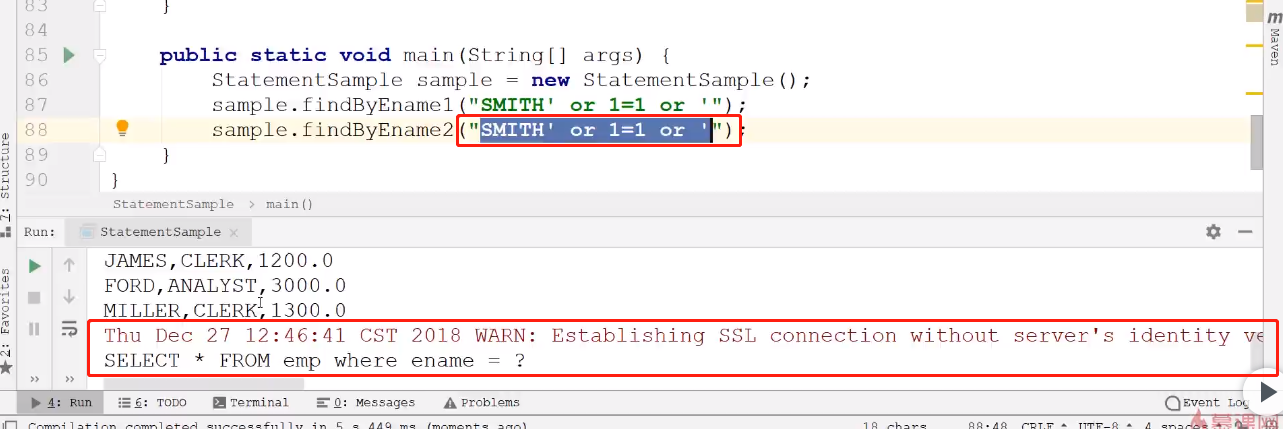 83 }
84
85 public static void main(String[] args) {
86 StatementSample sample = new StatementSample();
87 sample.findByEname1("SMITH' or 1=1 or '");
88 sample.findByEname2("SMITH' or 1=1 or '");
89 }
90 }
StatementSample > main()
Run: StatementSample ×
JAMES,CLERK,1200.0
FORD,ANALYST,3000.0
MILLER,CLERK,1300.0
Thu Dec 27 12:46:41 CST 2018 WARN: Establishing SSL connection without server's identity ve
SELECT * FROM emp where ename = ?
4: Run 6: TODO Terminal 0: Messages Problems Event Log
Compilation completed successfully in 5 s 449 ms (moments ago) 18 chars 88:48 CRLF UTF-8 4 spaces
Maven
7: Structure
2: Favorites
慕课网